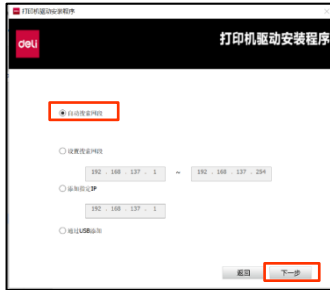 打印机驱动安装程序
deli
打印机驱动安装程序
自动搜索网段
设置搜索网段
192 . 168 . 137 . 1 ~ 192 . 168 . 137 . 254
添加指定IP
192 . 168 . 137 . 1
通过USB添加
返回 下一步